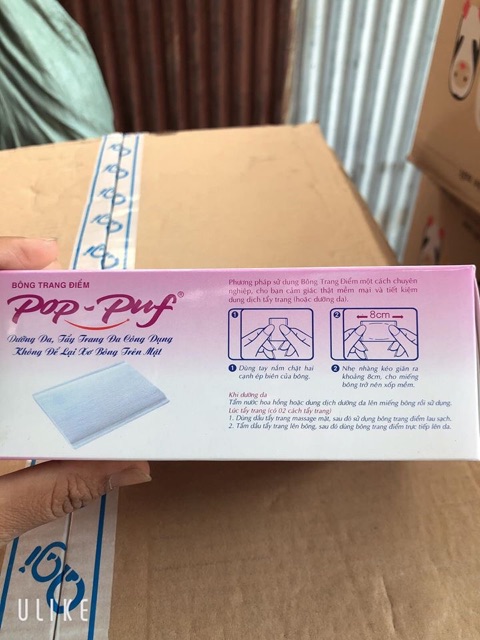 BÔNG TRANG ĐIỂM
Pop-Puf®
Dưỡng Da, Tẩy Trang Đa Công Dụng
Không Để Lại Xơ Bông Trên Mặt
Phương pháp sử dụng Bông Trang Điểm một cách chuyên
nghiệp, cho bạn cảm giác thật mềm mại và tiết kiệm
dung dịch tẩy trang (hoặc dưỡng da).
1
2
8cm
1 Dùng tay nắm chặt hai
cạnh ép biên của bông.
2 Nhẹ nhàng kéo giãn ra
khoảng 8cm, cho miếng
bông trở nên xốp mềm.
Khi dưỡng da
Tẩm nước hoa hồng hoặc dung dịch dưỡng da lên miếng bông rồi sử dụng.
Lúc tẩy trang (có 02 cách tẩy trang)
1. Dùng dầu tẩy trang massage mặt, sau đó sử dụng bông trang điểm lau sạch.
2. Tẩm dầu tẩy trang lên bông, sau đó dùng bông trang điểm trực tiếp lên da.
ULIKE